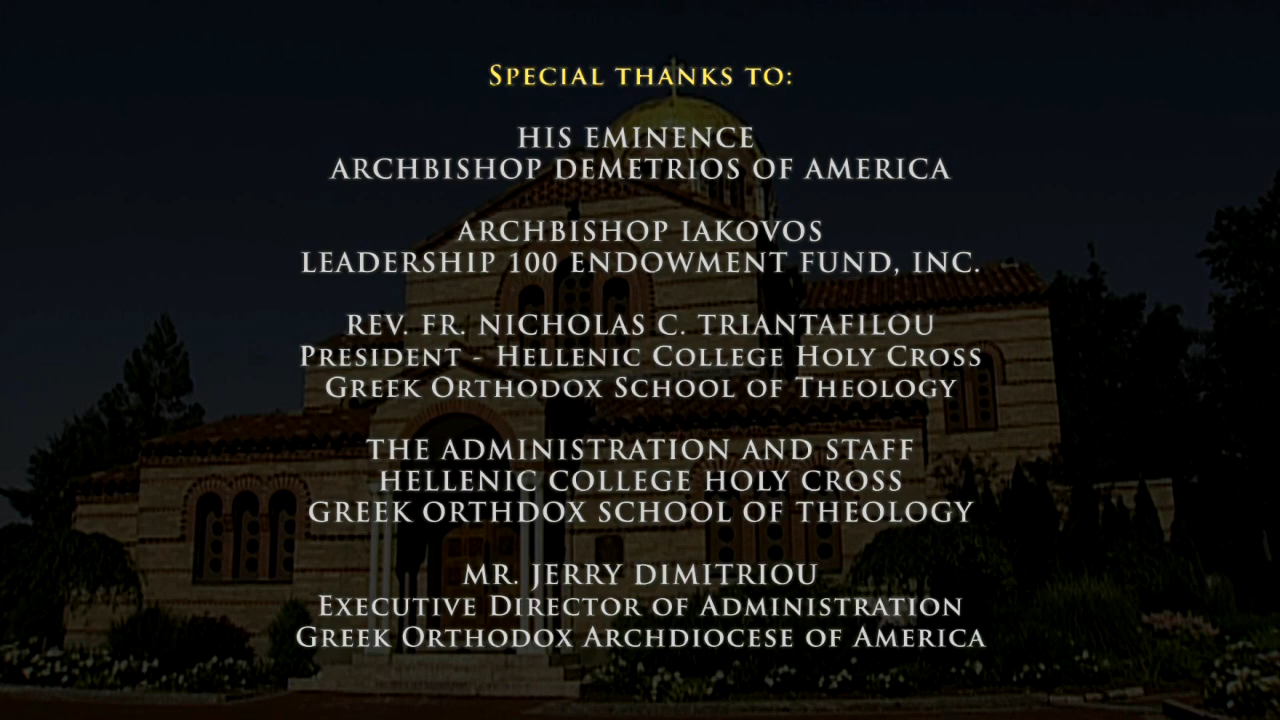 Special thanks to:
HIS EMINENCE
ARCHBISHOP DEMETRIOS OF AMERICA
ARCHBISHOP IAKOVOS
LEADERSHIP 100 ENDOWMENT FUND, INC.
REV. FR. NICHOLAS C. TRIANTAFILOU
President - Hellenic College Holy Cross
Greek Orthodox School of Theology
THE ADMINISTRATION AND STAFF
HELLENIC COLLEGE HOLY CROSS
GREEK ORTHDOX SCHOOL OF THEOLOGY
MR. JERRY DIMITRIOU
Executive Director of Administration
Greek Orthodox Archdiocese of America